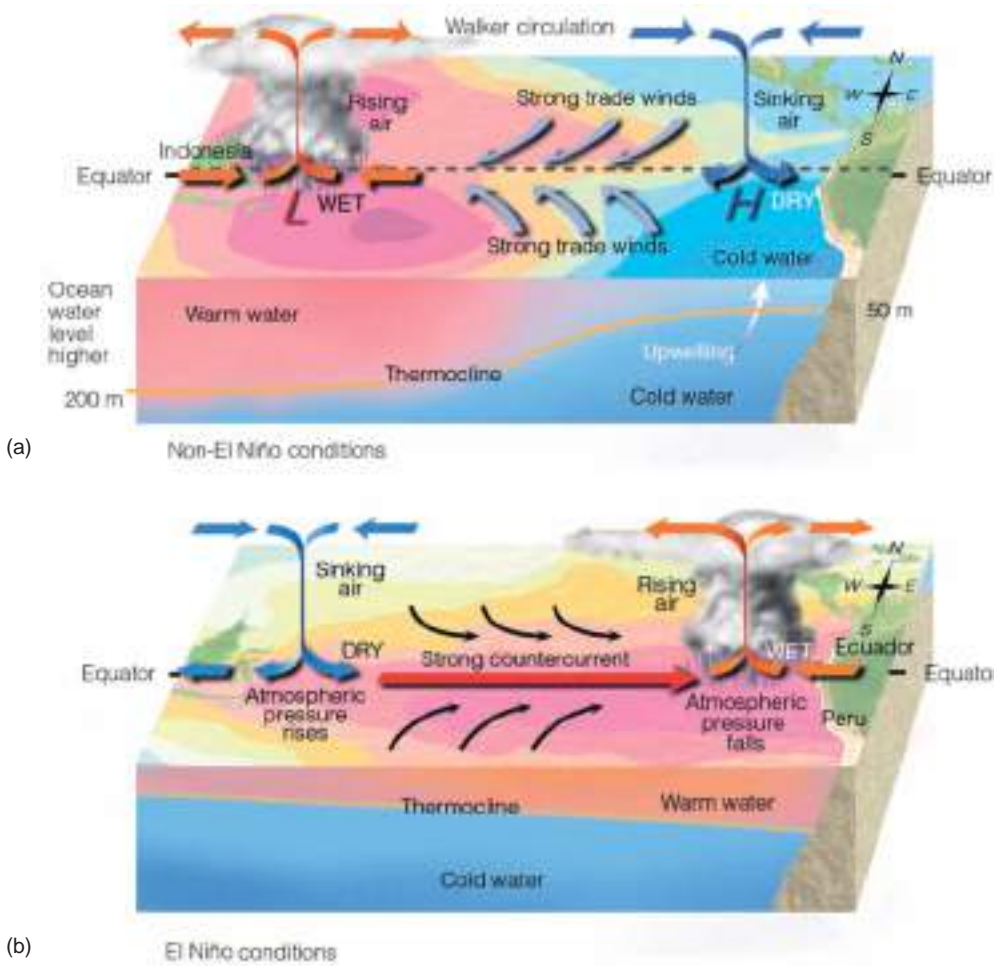 Walker circulation
Rising
air
Strong trade winds
Sinking
air
N
W E
S
Indonesia
Equator
Equator
L
WET
H
DRY
Strong trade winds
Cold water
Ocean
water
level
higher
Warm water
50 m
Upwelling
Thermocline
200 m
Cold water
(a)
Non-El Niño conditions
Sinking
air
Rising
air
N
W E
S
DRY
Strong countercurrent
WET
Ecuador
Equator
Equato
Atmospheric
pressure
rises
Atmospheric
pressure
falls
Peru
Thermocline
Warm water
Cold water
(b)
El Niño conditions